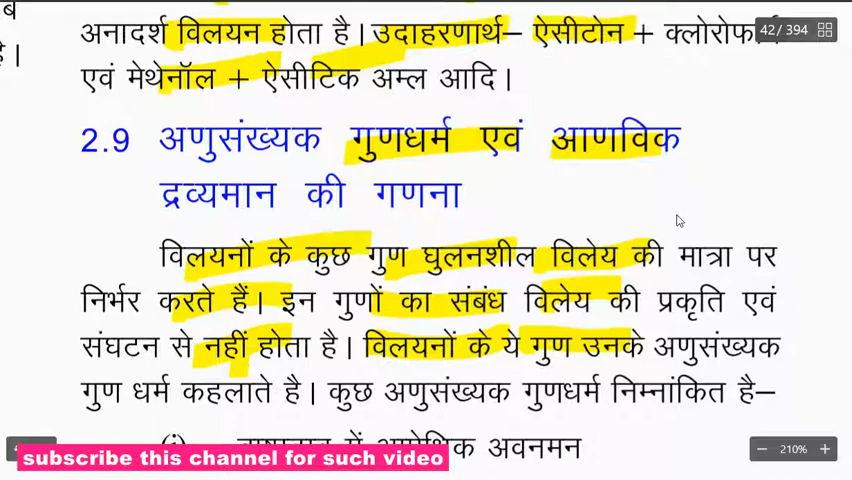 अनादर्श विलयन होता है। उदाहरणार्थ– ऐसीटोन + क्लोरोफार्म
42 / 394
एवं मेथेनॉल + ऐसीटिक अम्ल आदि।
2.9 अणुसंख्यक गुणधर्म एवं आणविक
द्रव्यमान की गणना
विलयनों के कुछ गुण घुलनशील विलेय की मात्रा पर
निर्भर करते हैं। इन गुणों का संबंध विलेय की प्रकृति एवं
संघटन से नहीं होता है। विलयनों के ये गुण उनके अणुसंख्यक
गुण धर्म कहलाते है। कुछ अणुसंख्यक गुणधर्म निम्नांकित है–
में आपेक्षिक अवनमन
subscribe this channel for such video
210%